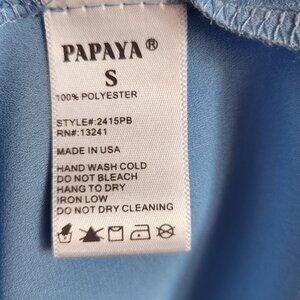 PAPAYA®
S
100% POLYESTER
STYLE#:2415PB
RN#:13241
MADE IN USA
HAND WASH COLD
DO NOT BLEACH
HANG TO DRY
IRON LOW
DO NOT DRY CLEANING